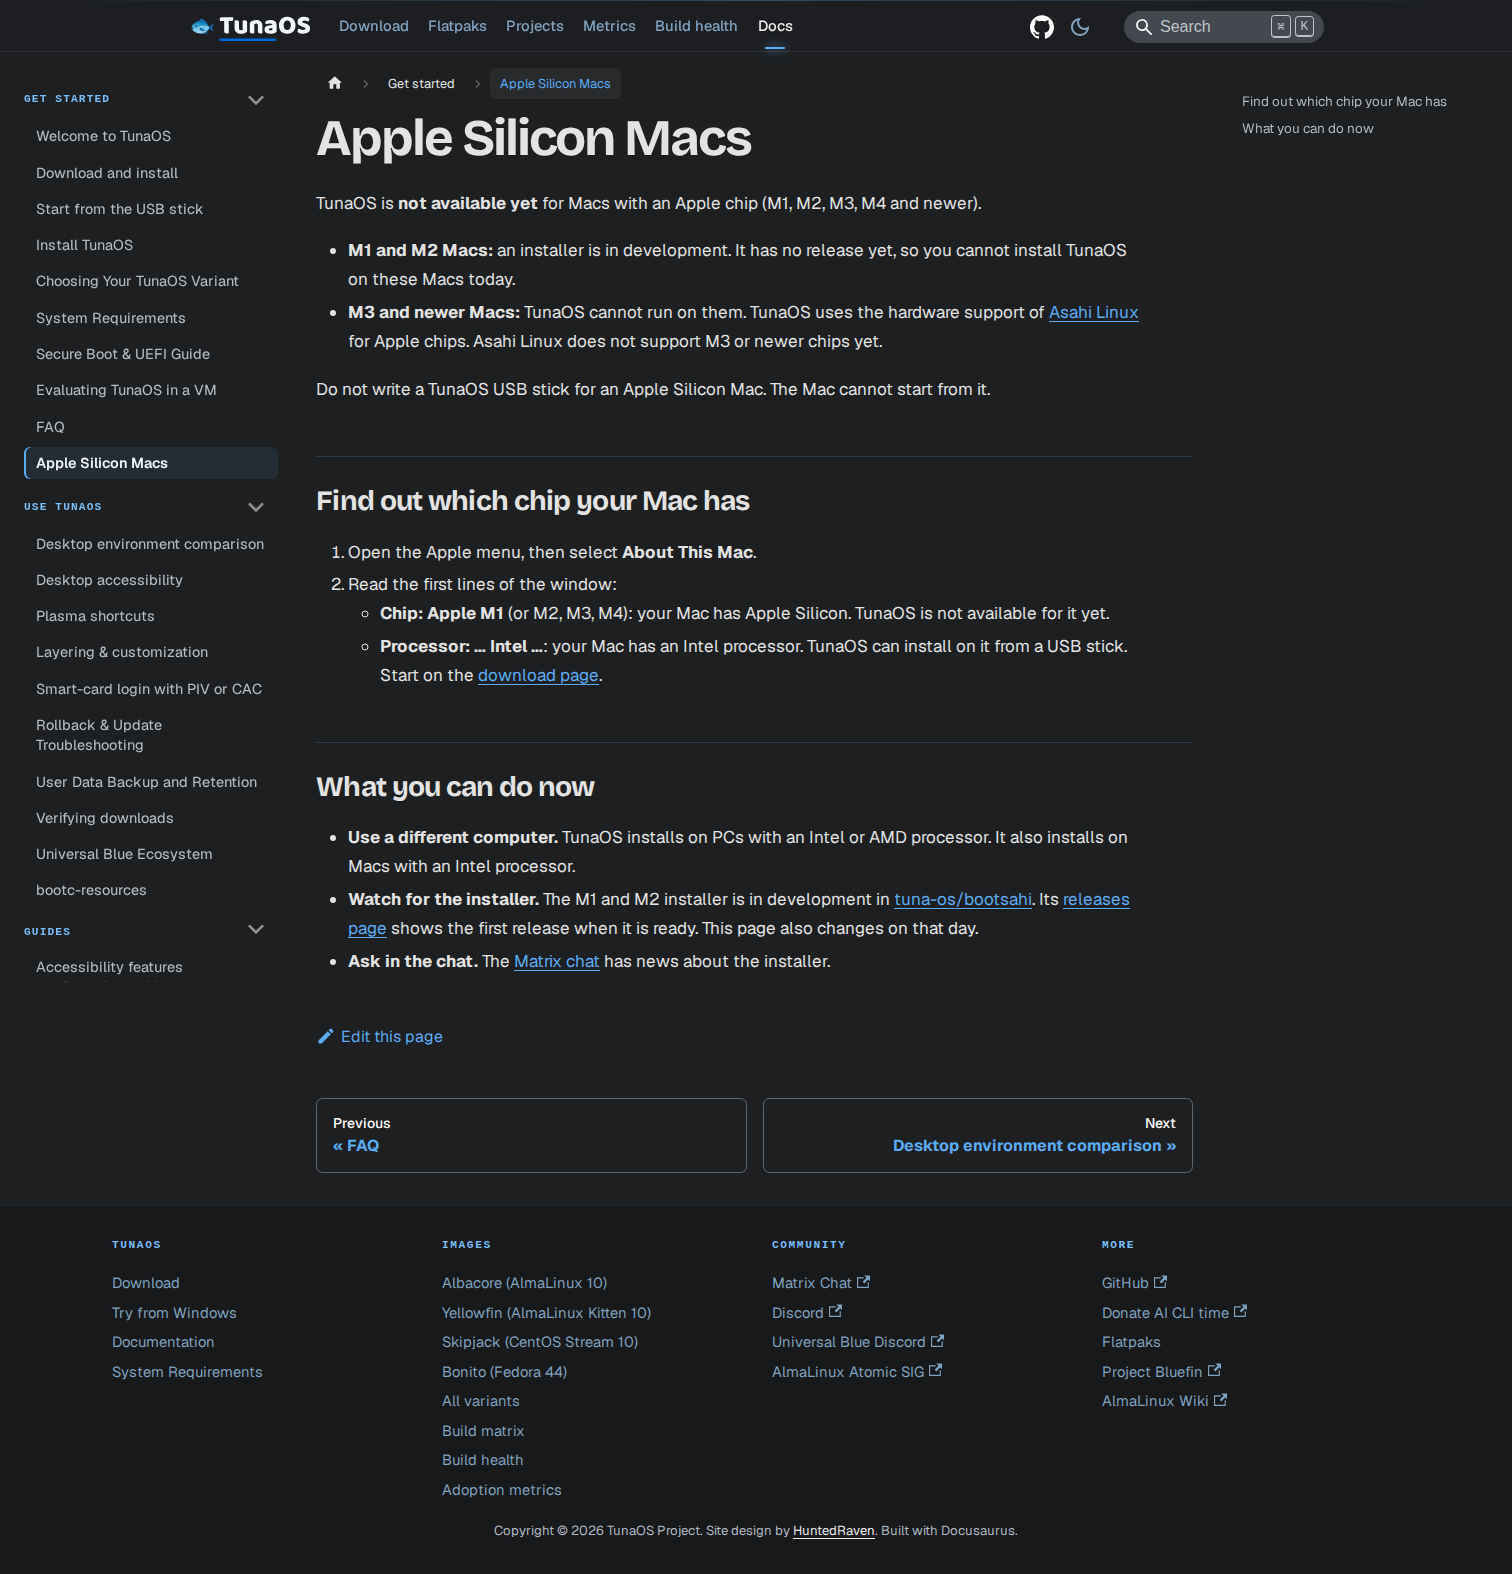 TunaOS
Download
Flatpaks
Projects
Metrics
Build health
Docs
Search
⌘ K
GET STARTED
Welcome to TunaOS
Download and install
Start from the USB stick
Install TunaOS
Choosing Your TunaOS Variant
System Requirements
Secure Boot & UEFI Guide
Evaluating TunaOS in a VM
FAQ
Apple Silicon Macs
USE TUNAOS
Desktop environment comparison
Desktop accessibility
Plasma shortcuts
Layering & customization
Smart-card login with PIV or CAC
Rollback & Update
Troubleshooting
User Data Backup and Retention
Verifying downloads
Universal Blue Ecosystem
bootc-resources
GUIDES
Accessibility features
Get started
Apple Silicon Macs
Apple Silicon Macs
TunaOS is not available yet for Macs with an Apple chip (M1, M2, M3, M4 and newer).
M1 and M2 Macs: an installer is in development. It has no release yet, so you cannot install TunaOS
on these Macs today.
M3 and newer Macs: TunaOS cannot run on them. TunaOS uses the hardware support of Asahi Linux
for Apple chips. Asahi Linux does not support M3 or newer chips yet.
Do not write a TunaOS USB stick for an Apple Silicon Mac. The Mac cannot start from it.
Find out which chip your Mac has
1. Open the Apple menu, then select About This Mac.
2. Read the first lines of the window:
Chip: Apple M1 (or M2, M3, M4): your Mac has Apple Silicon. TunaOS is not available for it yet.
Processor: … Intel …: your Mac has an Intel processor. TunaOS can install on it from a USB stick.
Start on the download page.
What you can do now
Use a different computer. TunaOS installs on PCs with an Intel or AMD processor. It also installs on
Macs with an Intel processor.
Watch for the installer. The M1 and M2 installer is in development in tuna-os/bootsahi. Its releases
page shows the first release when it is ready. This page also changes on that day.
Ask in the chat. The Matrix chat has news about the installer.
Edit this page
Previous
« FAQ
Next
Desktop environment comparison »
Find out which chip your Mac has
What you can do now
TUNAOS
Download
Try from Windows
Documentation
System Requirements
IMAGES
Albacore (AlmaLinux 10)
Yellowfin (AlmaLinux Kitten 10)
Skipjack (CentOS Stream 10)
Bonito (Fedora 44)
All variants
Build matrix
Build health
Adoption metrics
COMMUNITY
Matrix Chat
Discord
Universal Blue Discord
AlmaLinux Atomic SIG
MORE
GitHub
Donate AI CLI time
Flatpaks
Project Bluefin
AlmaLinux Wiki
Copyright © 2026 TunaOS Project. Site design by HuntedRaven. Built with Docusaurus.